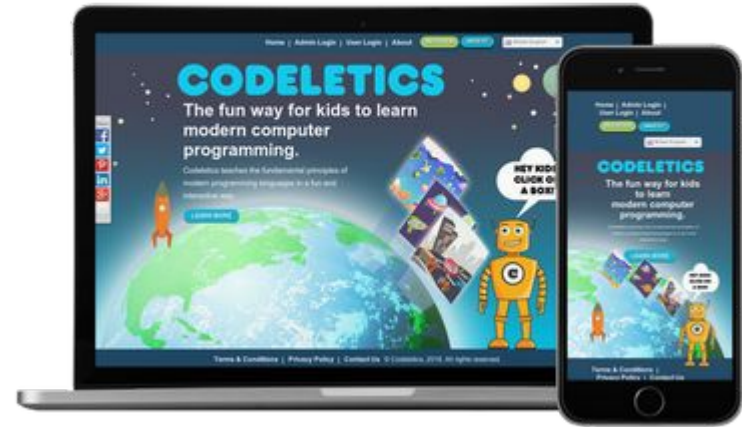 Home | Admin Login | User Login | About
CODELETICS
The fun way for kids to learn
modern computer
programming.
Codeletics teaches the fundamental principles of
modern programming languages in a fun and
interactive way.
LEARN MORE
HEY KIDS
CLICK ON
A BOX!
C
Terms & Conditions | Privacy Policy | Contact Us © Codeletics, 2018. All rights reserved.
Home | Admin Login |
User Login | About
CODELETICS
The fun way for kids
to learn
modern computer
programming.
LEARN MORE
HEY KIDS
CLICK ON
A BOX!
Terms & Conditions |
Privacy Policy | Contact Us